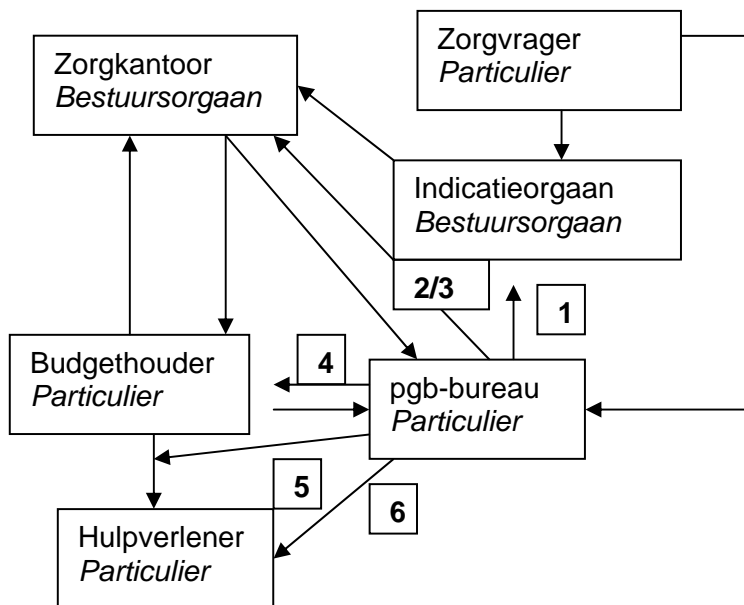 Zorgvrager
Particulier
Zorgkantoor
Bestuursorgaan
Indicatieorgaan
Bestuursorgaan
2/3
1
Budgethouder
Particulier
4
pgb-bureau
Particulier
5
6
Hulpverlener
Particulier